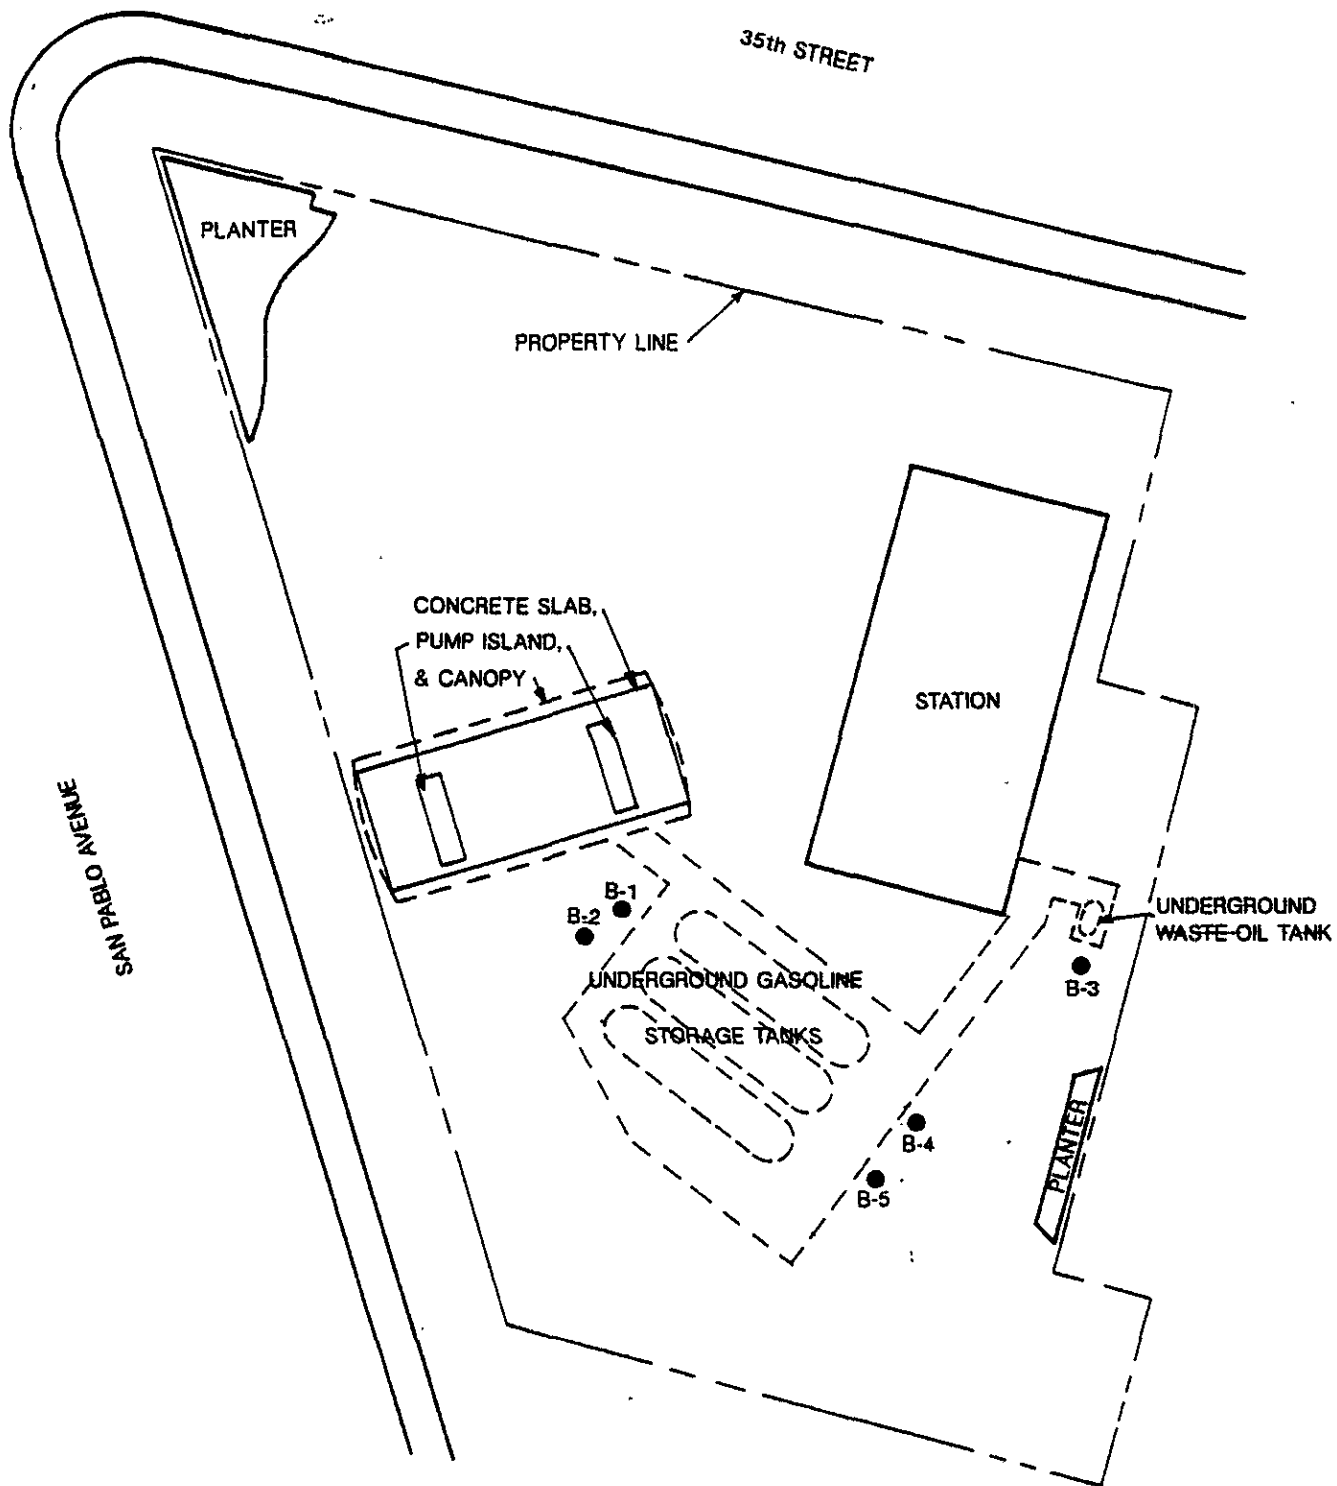 35th STREET
PLANTER
PROPERTY LINE
CONCRETE SLAB,
PUMP ISLAND,
& CANOPY
STATION
SAN PABLO AVENUE
B-1
B-2
UNDERGROUND
WASTE-OIL TANK
B-3
UNDERGROUND GASOLINE
STORAGE TANKS
B-4
PLANTER
B-5